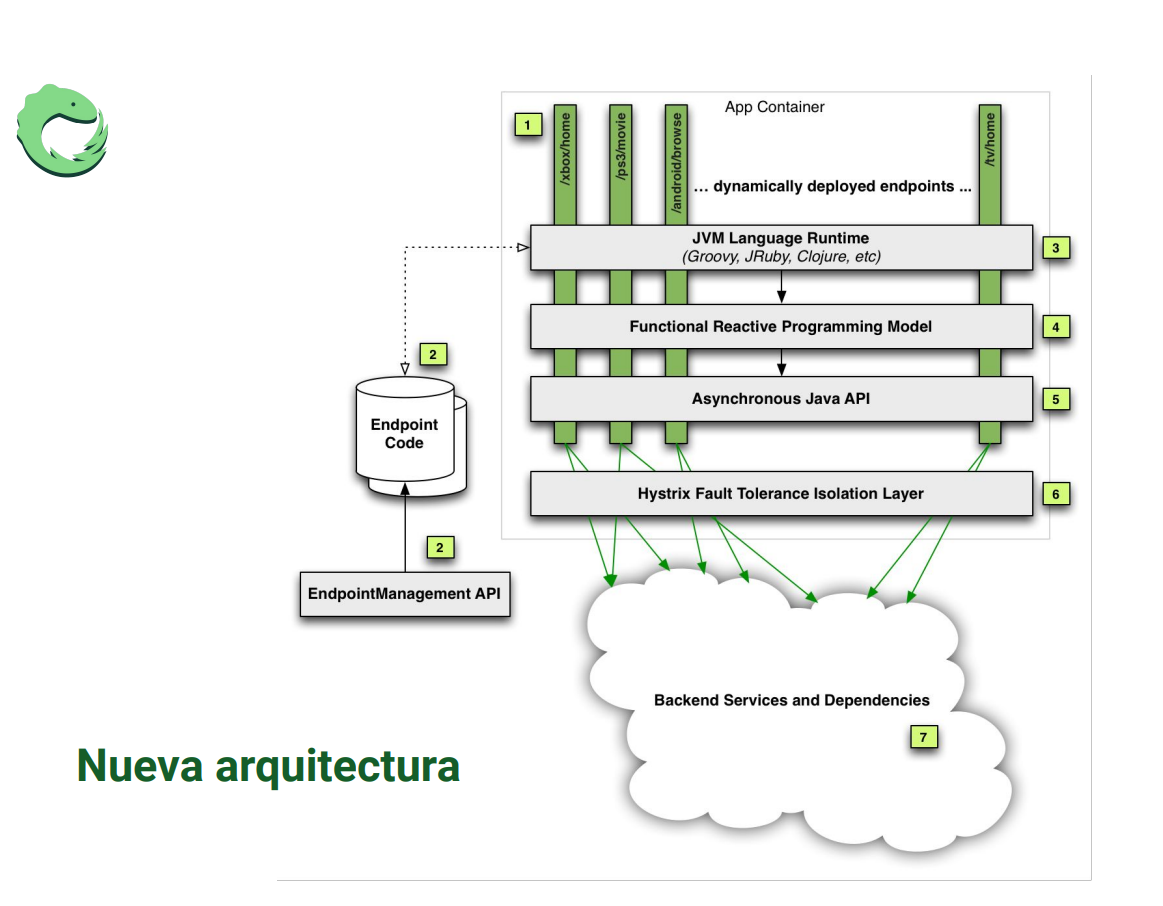 App Container
1
/xbox/home
/ps3/movie
/android/browse
/tv/home
... dynamically deployed endpoints ...
JVM Language Runtime
(Groovy, JRuby, Clojure, etc)
3
Functional Reactive Programming Model
4
2
Asynchronous Java API
5
Endpoint
Code
Hystrix Fault Tolerance Isolation Layer
6
2
EndpointManagement API
Backend Services and Dependencies
7
Nueva arquitectura